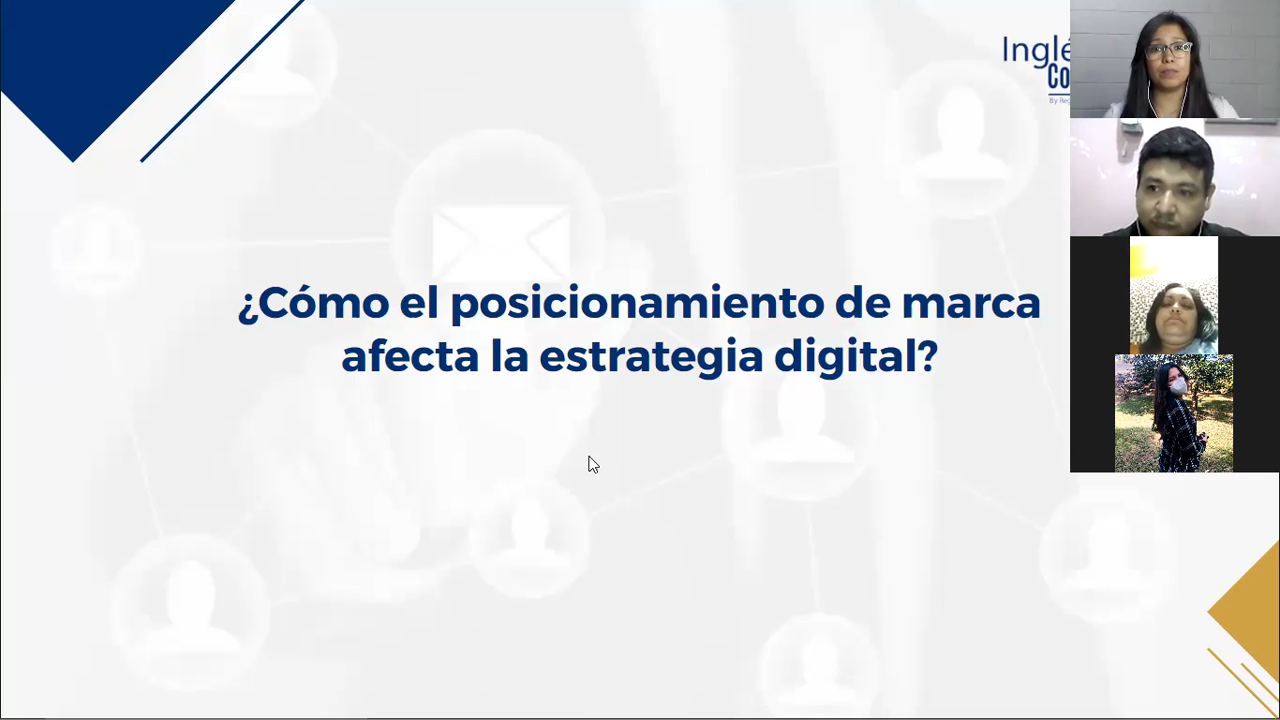 ¿Cómo el posicionamiento de marca
afecta la estrategia digital?